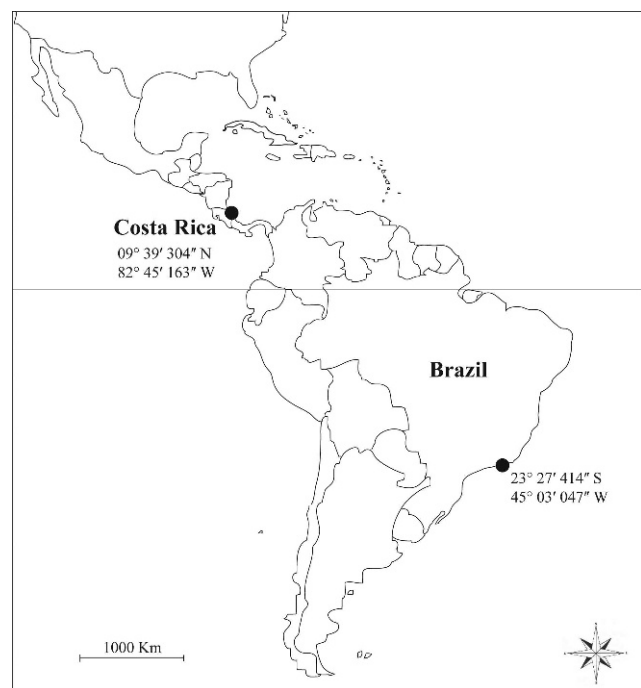 Costa Rica
09° 39′ 304″ N
82° 45′ 163″ W
Brazil
23° 27′ 414″ S
45° 03′ 047″ W
1000 Km